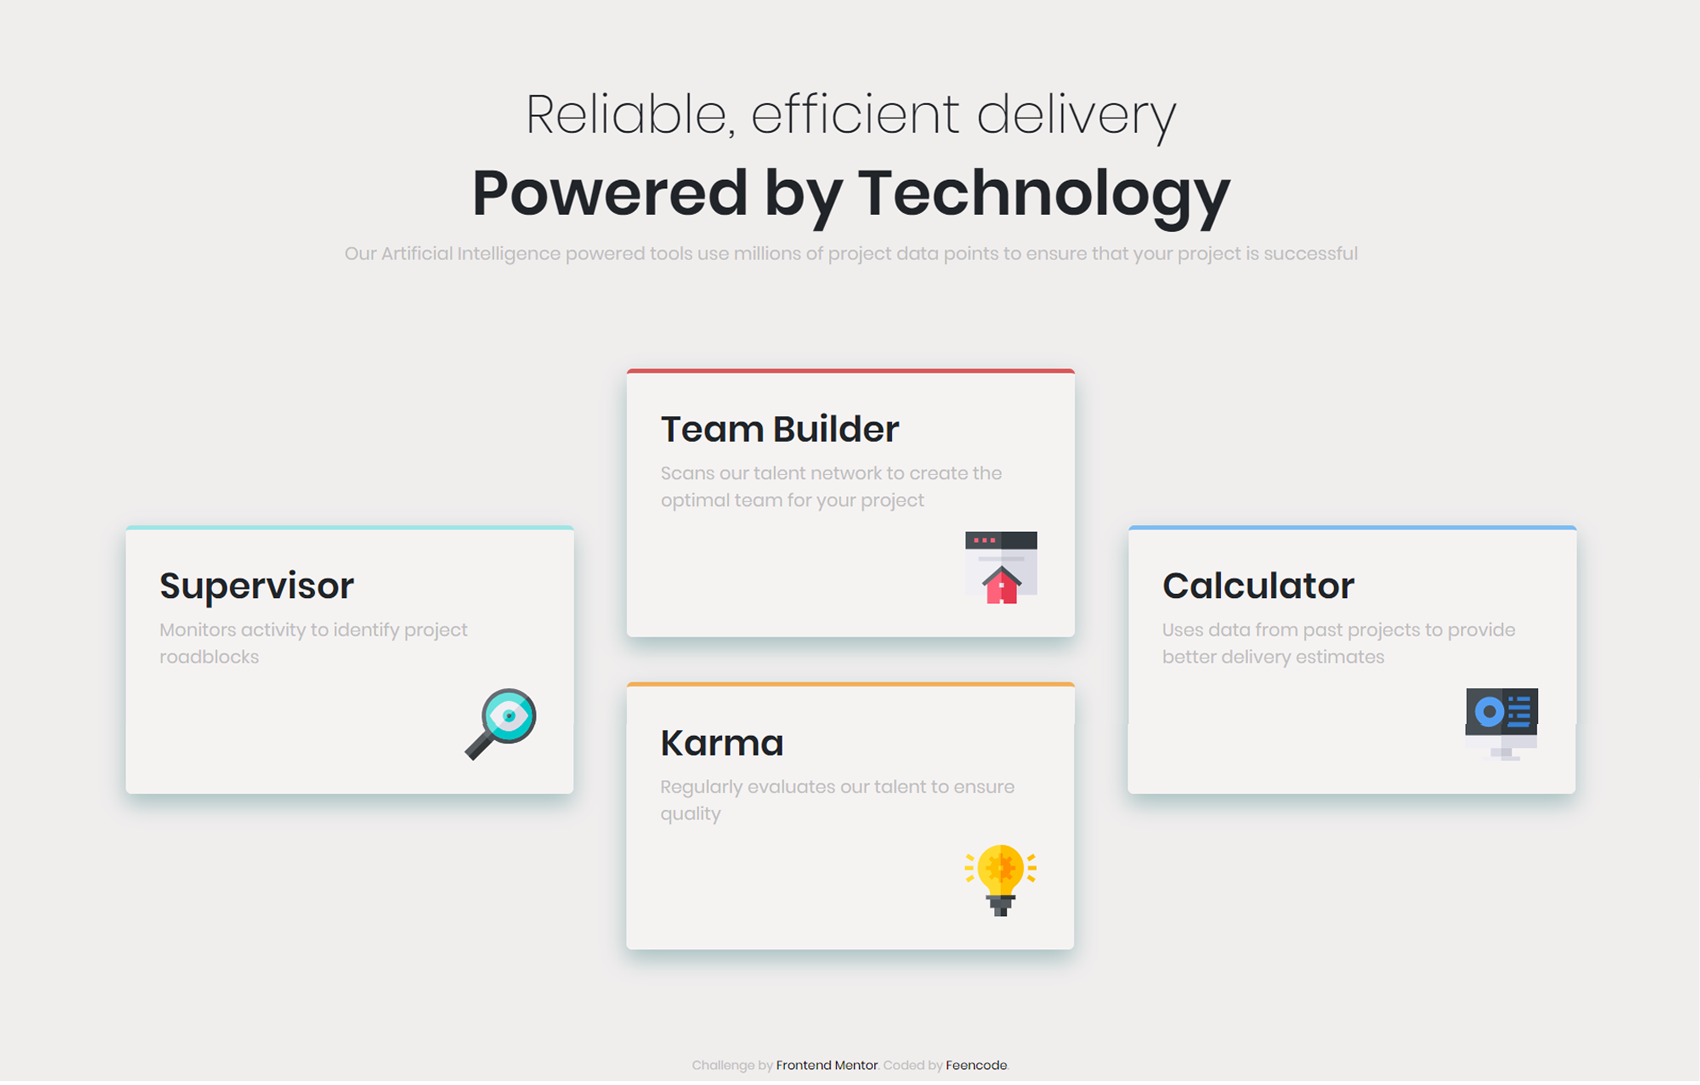 Reliable, efficient delivery
Powered by Technology
Our Artificial Intelligence powered tools use millions of project data points to ensure that your project is successful
Supervisor
Monitors activity to identify project
roadblocks
Team Builder
Scans our talent network to create the
optimal team for your project
Karma
Regularly evaluates our talent to ensure
quality
Calculator
Uses data from past projects to provide
better delivery estimates
Challenge by Frontend Mentor. Coded by Feencode.